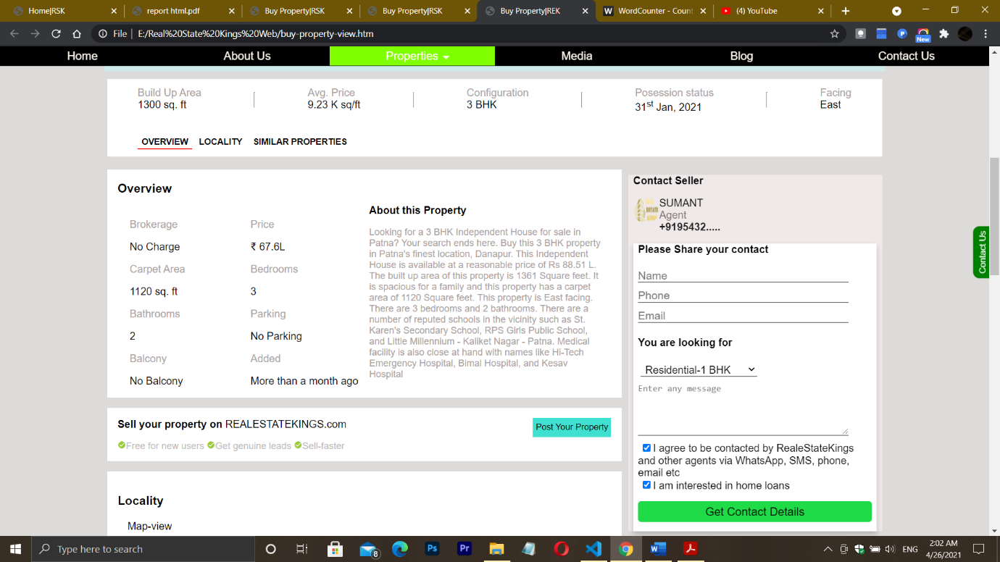 Home|RSK
report html.pdf
Buy Property|RSK
Buy Property|RSK
Buy Property|REK
WordCounter - Count
(4) YouTube
File | E:/Real%20State%20Kings%20Web/buy-property-view.htm
New
Home About Us Properties Media Blog Contact Us
Build Up Area Avg. Price Configuration Posession status Facing
1300 sq. ft 9.23 K sq/ft 3 BHK 31st Jan, 2021 East
OVERVIEW LOCALITY SIMILAR PROPERTIES
Overview
Brokerage Price
No Charge ₹ 67.6L
Carpet Area Bedrooms
1120 sq. ft 3
Bathrooms Parking
2 No Parking
Balcony Added
No Balcony More than a month ago
About this Property
Looking for a 3 BHK Independent House for sale in
Patna? Your search ends here. Buy this 3 BHK property
in Patna's finest location, Danapur. This Independent
House is available at a reasonable price of Rs 88.51 L.
The built up area of this property is 1361 Square feet. It
is spacious for a family and this property has a carpet
area of 1120 Square feet. This property is East facing.
There are 3 bedrooms and 2 bathrooms. There are a
number of reputed schools in the vicinity such as St.
Karen's Secondary School, RPS Girls Public School,
and Little Millennium - Kaliket Nagar - Patna. Medical
facility is also close at hand with names like Hi-Tech
Emergency Hospital, Bimal Hospital, and Kesav
Hospital
Sell your property on REALESTATEKINGS.com
Post Your Property
Free for new users Get genuine leads Sell-faster
Locality
Map-view
Contact Seller
SUMANT
Agent
+9195432.....
Please Share your contact
Name
Phone
Email
You are looking for
Residential-1 BHK
Enter any message
I agree to be contacted by RealeStateKings
and other agents via WhatsApp, SMS, phone,
email etc
I am interested in home loans
Get Contact Details
Contact Us
Type here to search
8
Ps
Pr
ENG
2:02 AM
4/26/2021